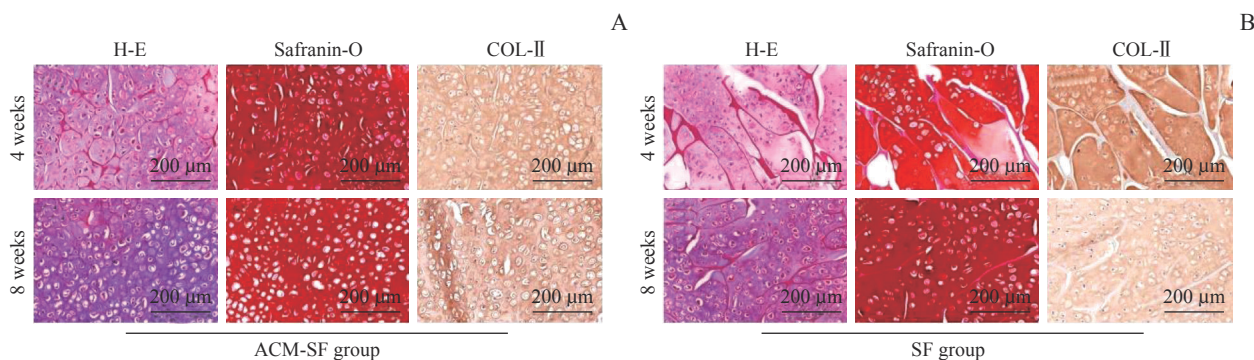 A
H-E Safranin-O COL-Ⅱ
4 weeks
200 μm 200 μm 200 μm
8 weeks
200 μm 200 μm 200 μm
ACM-SF group
B
H-E Safranin-O COL-Ⅱ
4 weeks
200 μm 200 μm 200 μm
8 weeks
200 μm 200 μm 200 μm
SF group